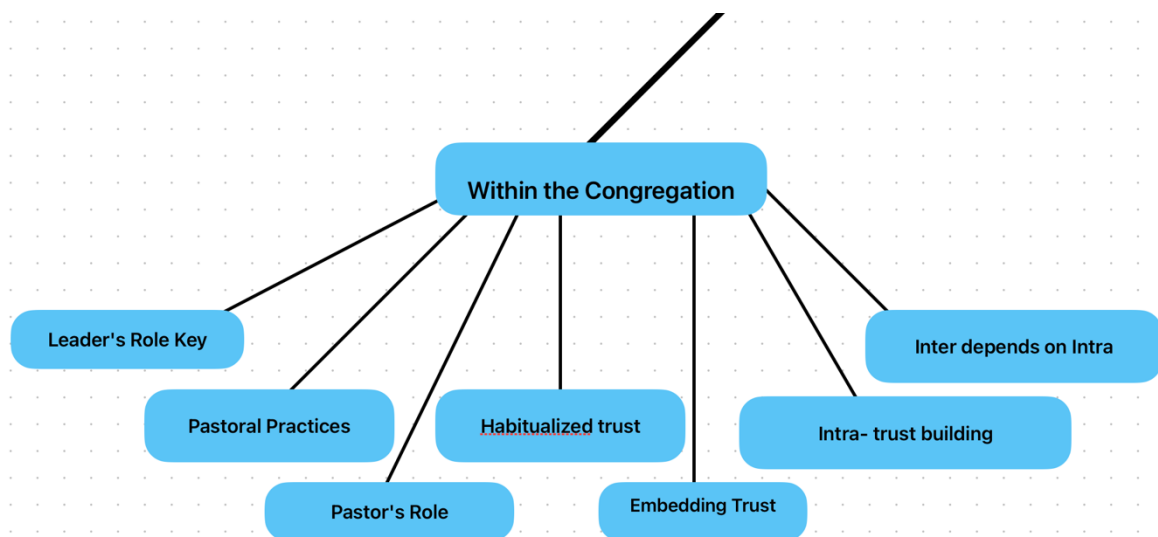 Within the Congregation
Leader's Role Key
Inter depends on Intra
Pastoral Practices
Habitualized trust
Intra- trust building
Pastor's Role
Embedding Trust